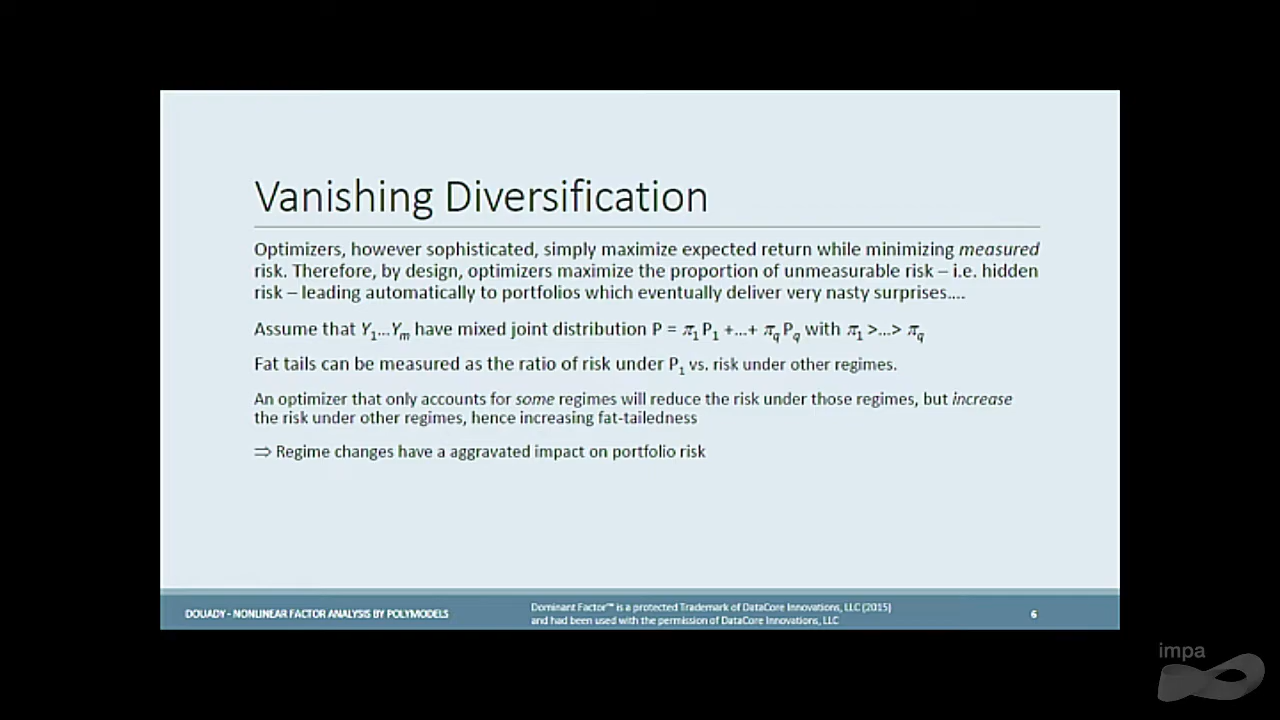 Vanishing Diversification
Optimizers, however sophisticated, simply maximize expected return while minimizing measured
risk. Therefore, by design, optimizers maximize the proportion of unmeasurable risk – i.e. hidden
risk – leading automatically to portfolios which eventually deliver very nasty surprises....
Assume that Y₁...Yₘ have mixed joint distribution P = π₁P₁ +...+ π_qP_q with π₁ >...> π_q
Fat tails can be measured as the ratio of risk under P₁ vs. risk under other regimes.
An optimizer that only accounts for some regimes will reduce the risk under those regimes, but increase
the risk under other regimes, hence increasing fat-tailedness
⇒ Regime changes have a aggravated impact on portfolio risk
DOUADY - NONLINEAR FACTOR ANALYSIS BY POLYMODELS
Dominant Factor™ is a protected Trademark of DataCore Innovations, LLC (2015)
and had been used with the permission of DataCore Innovations, LLC
6
impa